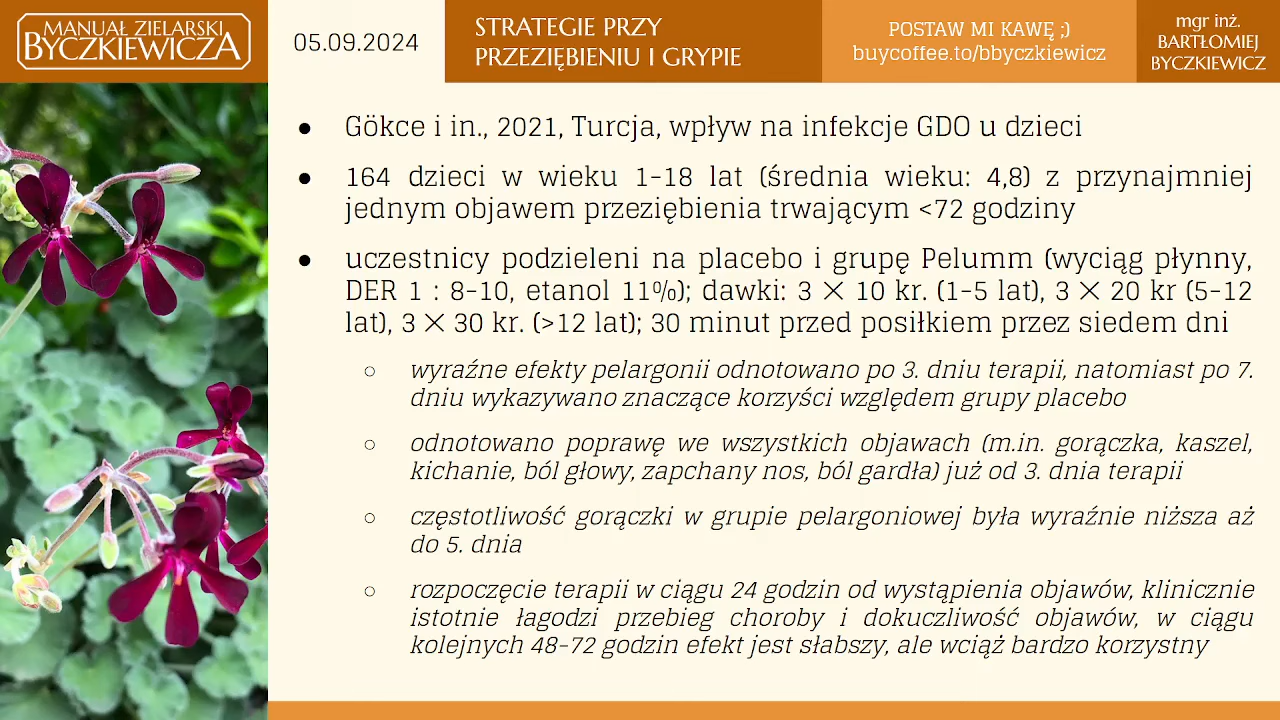 MANUAŁ ZIELARSKI
BYCZKIEWICZA
05.09.2024
STRATEGIE PRZY
PRZEZIĘBIENIU I GRYPIE
POSTAW MI KAWĘ ;)
buycoffee.to/bbyczkiewicz
mgr inż.
BARTŁOMIEJ
BYCZKIEWICZ
● Gökce i in., 2021, Turcja, wpływ na infekcje GDO u dzieci
● 164 dzieci w wieku 1-18 lat (średnia wieku: 4,8) z przynajmniej
jednym objawem przeziębienia trwającym <72 godziny
● uczestnicy podzieleni na placebo i grupę Pelumm (wyciąg płynny,
DER 1 : 8-10, etanol 11%); dawki: 3 × 10 kr. (1-5 lat), 3 × 20 kr (5-12
lat), 3 × 30 kr. (>12 lat); 30 minut przed posiłkiem przez siedem dni
○ wyraźne efekty pelargonii odnotowano po 3. dniu terapii, natomiast po 7.
dniu wykazywano znaczące korzyści względem grupy placebo
○ odnotowano poprawę we wszystkich objawach (m.in. gorączka, kaszel,
kichanie, ból głowy, zapchany nos, ból gardła) już od 3. dnia terapii
○ częstotliwość gorączki w grupie pelargoniowej była wyraźnie niższa aż
do 5. dnia
○ rozpoczęcie terapii w ciągu 24 godzin od wystąpienia objawów, klinicznie
istotnie łagodzi przebieg choroby i dokuczliwość objawów, w ciągu
kolejnych 48-72 godzin efekt jest słabszy, ale wciąż bardzo korzystny